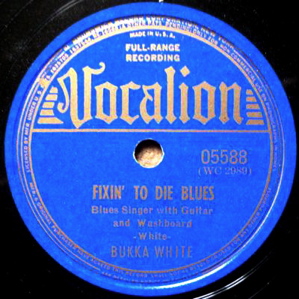 MADE IN U.S.A.
FULL-RANGE
RECORDING
Vocalion
05588
(WC 2989)
FIXIN' TO DIE BLUES
Blues Singer with Guitar
and Washboard
-White-
BUKKA WHITE